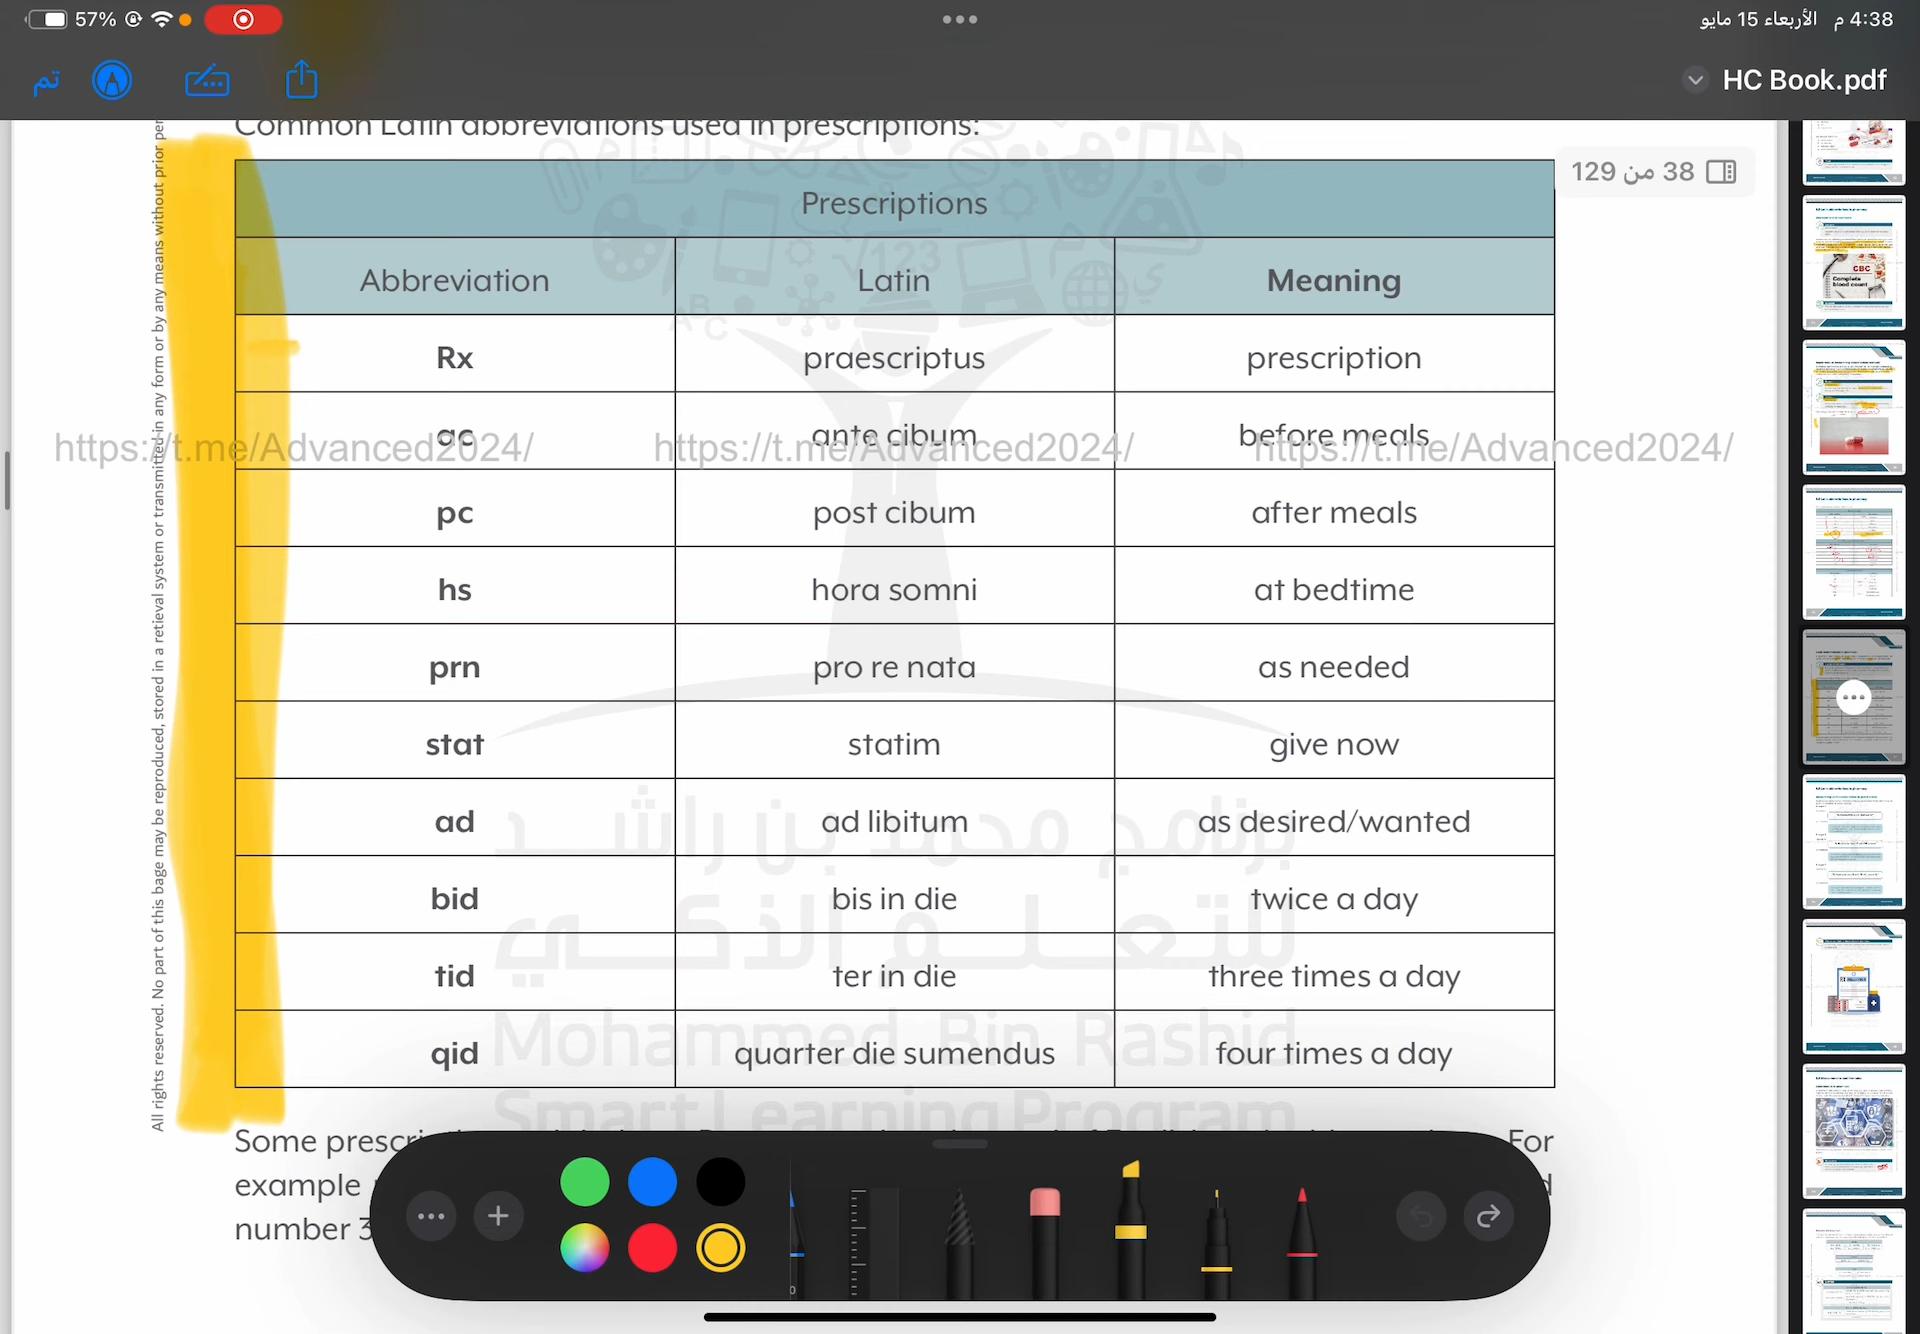 57%
4:38 م الأربعاء 15 مايو
تم
HC Book.pdf
38 من 129
Common Latin abbreviations used in prescriptions:
Prescriptions
Abbreviation Latin Meaning
Rx praescriptus prescription
ac ante cibum before meals
https://t.me/Advanced2024/ https://t.me/Advanced2024/ https://t.me/Advanced2024/
pc post cibum after meals
hs hora somni at bedtime
prn pro re nata as needed
stat statim give now
ad ad libitum as desired/wanted
bid bis in die twice a day
tid ter in die three times a day
qid quarter die sumendus four times a day
برنامج محمد بن راشد
للتعلم الذكي
Mohammed Bin Rashid
Smart Learning Program
Some For
example
number 3
All rights reserved. No part of this bage may be reproduced, stored in a retieval system or transmitted in any form or by any means without prior per
CBC
Complete
blood count